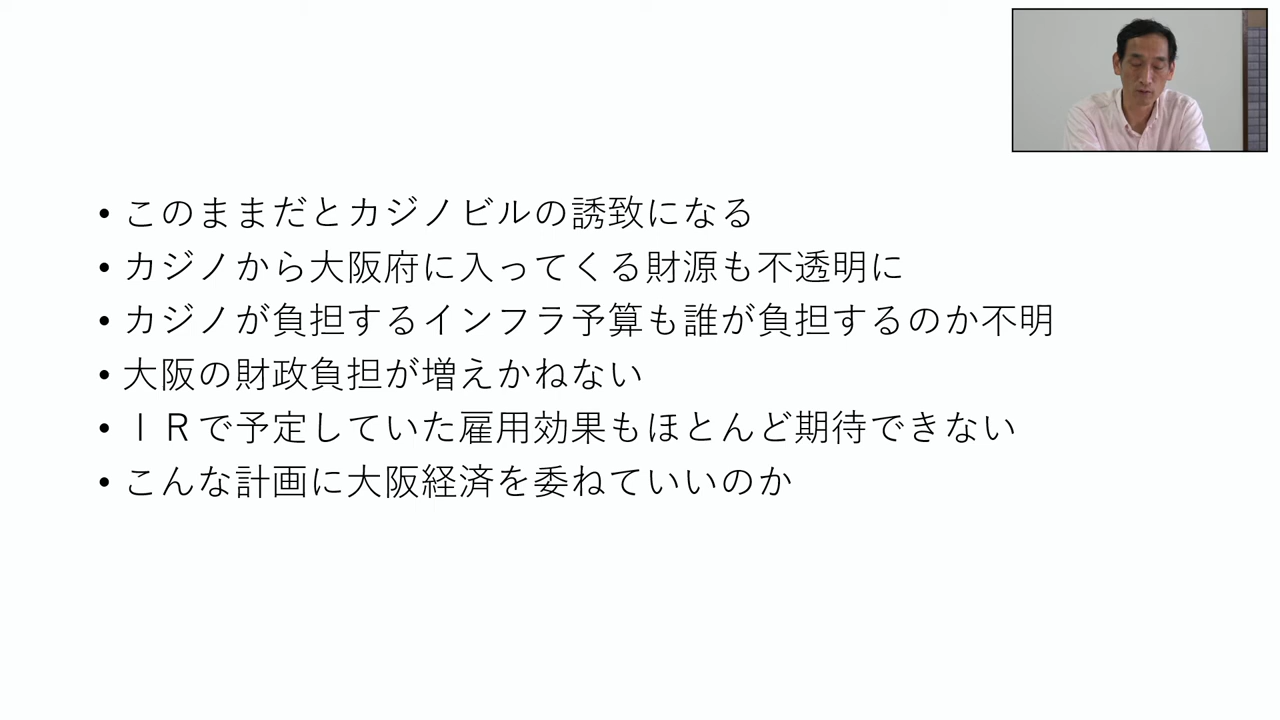 • このままだとカジノビルの誘致になる
• カジノから大阪府に入ってくる財源も不透明に
• カジノが負担するインフラ予算も誰が負担するのか不明
• 大阪の財政負担が増えかねない
• ＩＲで予定していた雇用効果もほとんど期待できない
• こんな計画に大阪経済を委ねていいのか